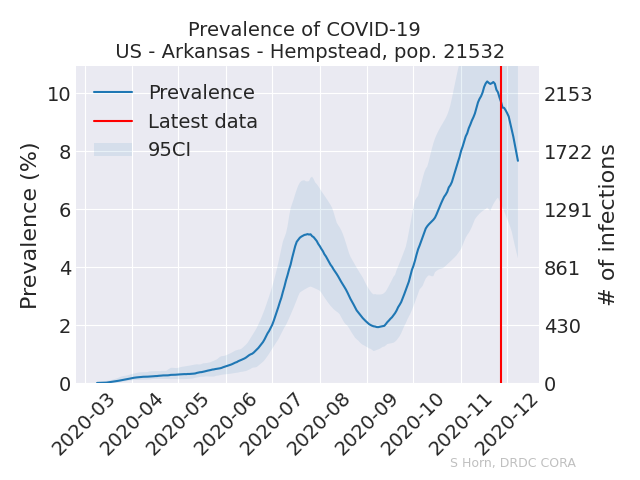 Prevalence of COVID-19
US - Arkansas - Hempstead, pop. 21532
Prevalence
Latest data
95CI
Prevalence (%)
10
8
6
4
2
0
2153
1722
1291
861
430
0
# of infections
2020-03
2020-04
2020-05
2020-06
2020-07
2020-08
2020-09
2020-10
2020-11
2020-12
S Horn, DRDC CORA